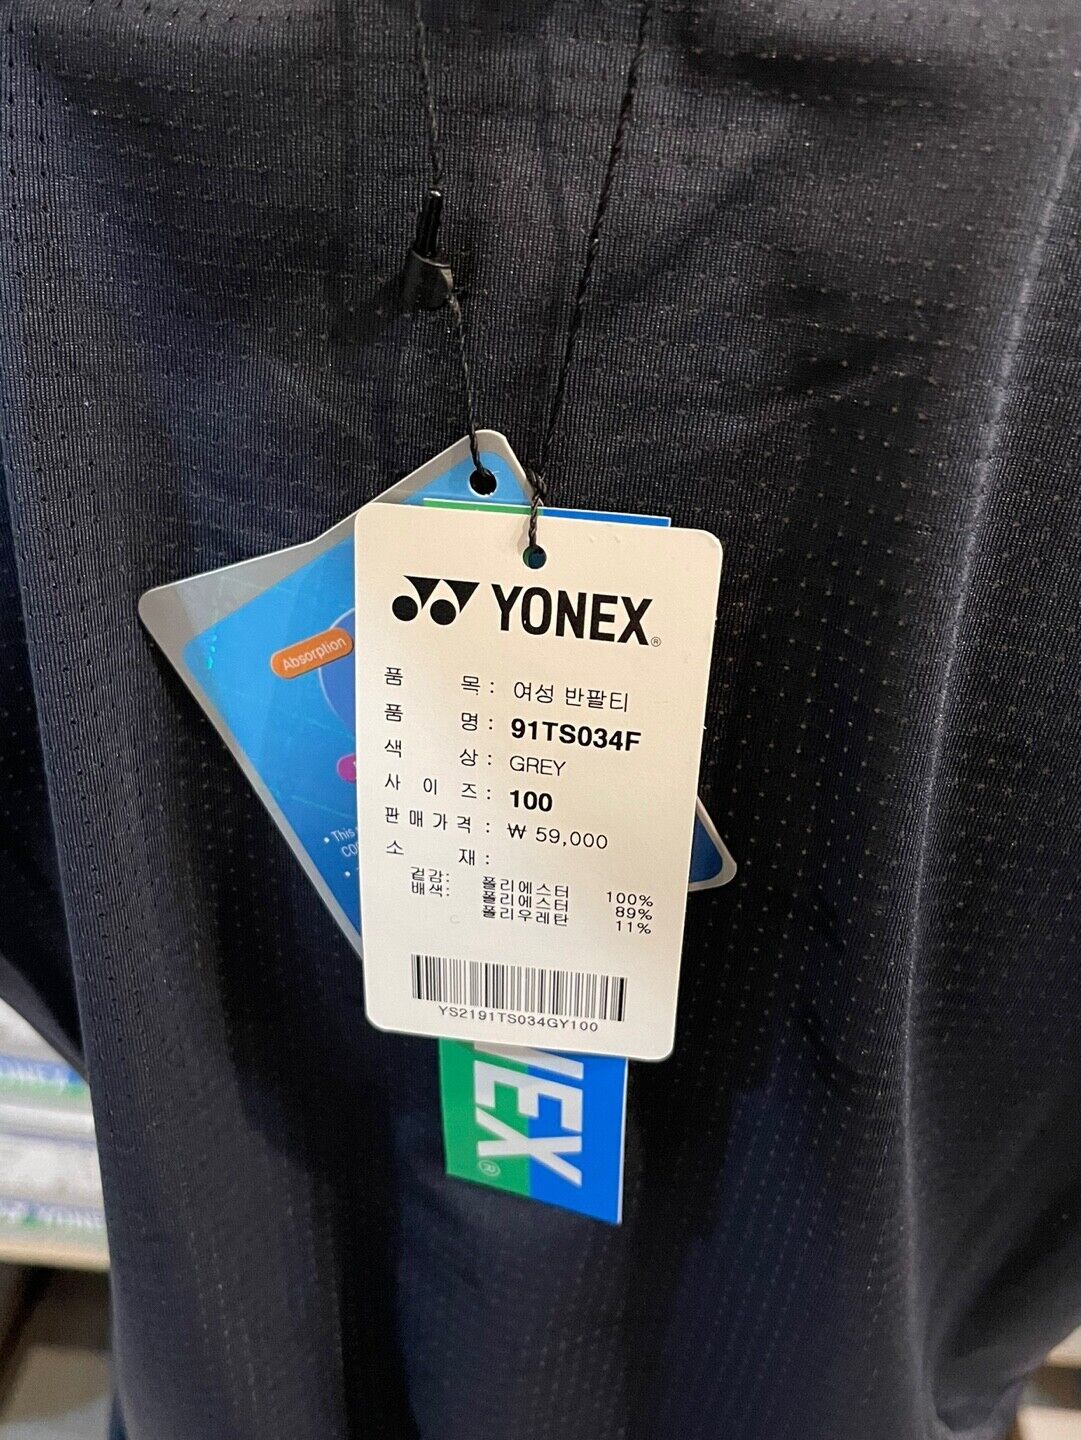 Absorption
YONEX®
품 목 : 여성 반팔티
품 명 : 91TS034F
색 상 : GREY
사 이 즈 : 100
판 매 가 격 : ₩ 59,000
소 재 :
겉감: 폴리에스터 100%
배색: 폴리에스터 89%
폴리우레탄 11%
YS2191TS034GY100
• This
NEX®